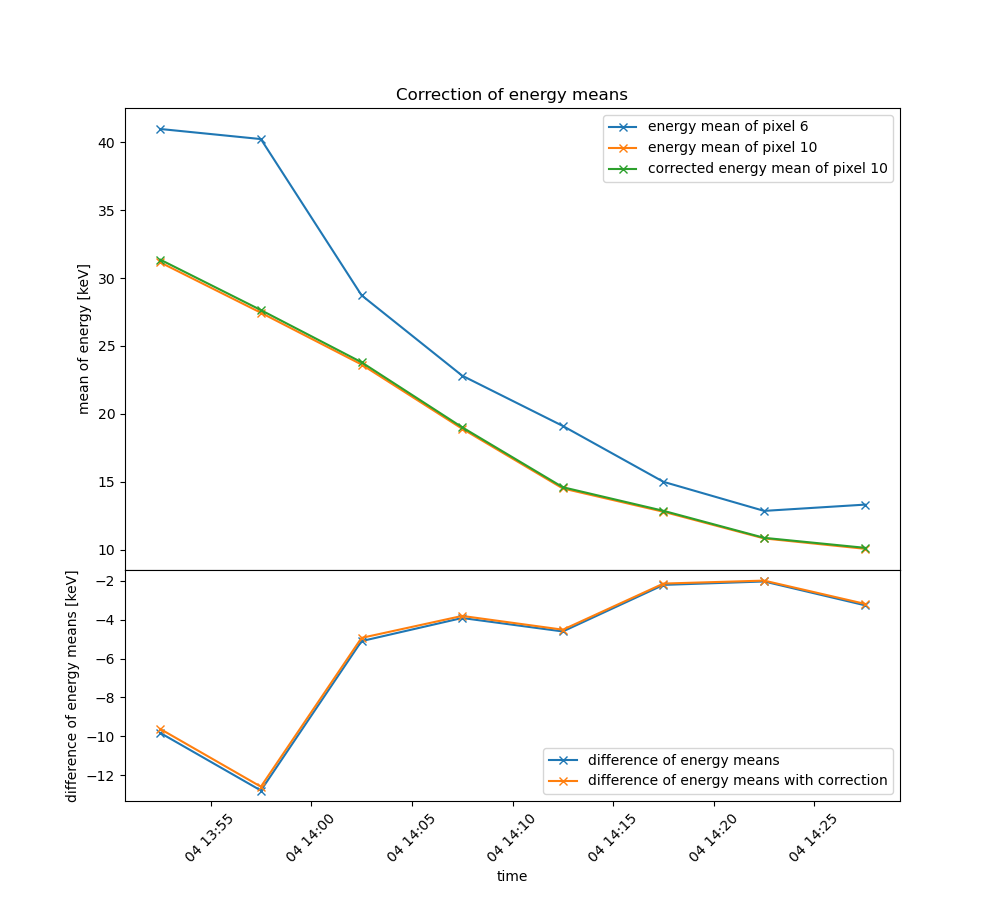 Correction of energy means
energy mean of pixel 6
energy mean of pixel 10
corrected energy mean of pixel 10
mean of energy [keV]
40
35
30
25
20
15
10
difference of energy means [keV]
−2
−4
−6
−8
−10
−12
difference of energy means
difference of energy means with correction
04 13:55
04 14:00
04 14:05
04 14:10
04 14:15
04 14:20
04 14:25
time